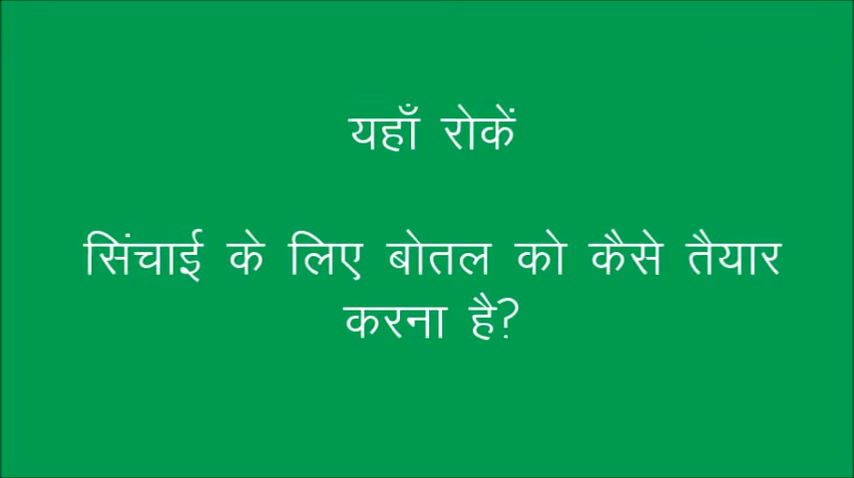 यहाँ रोकें
सिंचाई के लिए बोतल को कैसे तैयार
करना है?